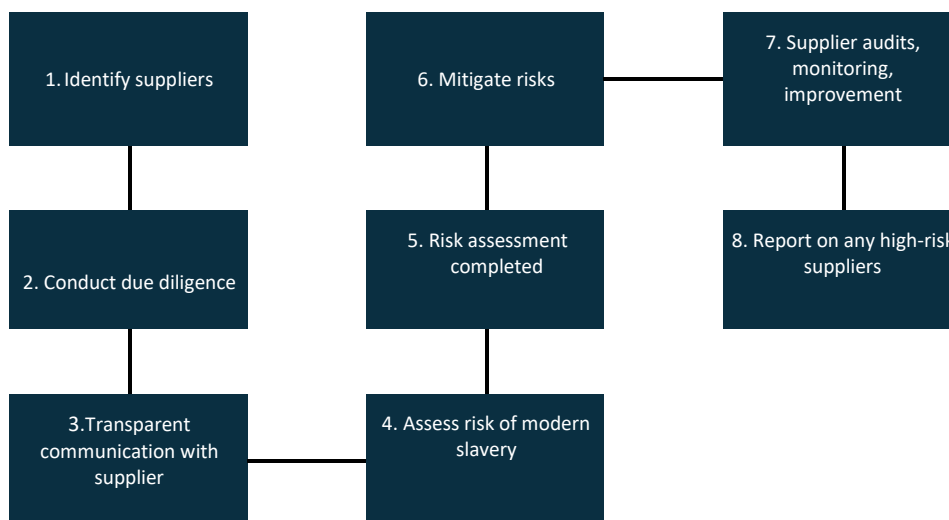 1. Identify suppliers
2. Conduct due diligence
3.Transparent
communication with
supplier
4. Assess risk of modern
slavery
5. Risk assessment
completed
6. Mitigate risks
7. Supplier audits,
monitoring,
improvement
8. Report on any high-risk
suppliers